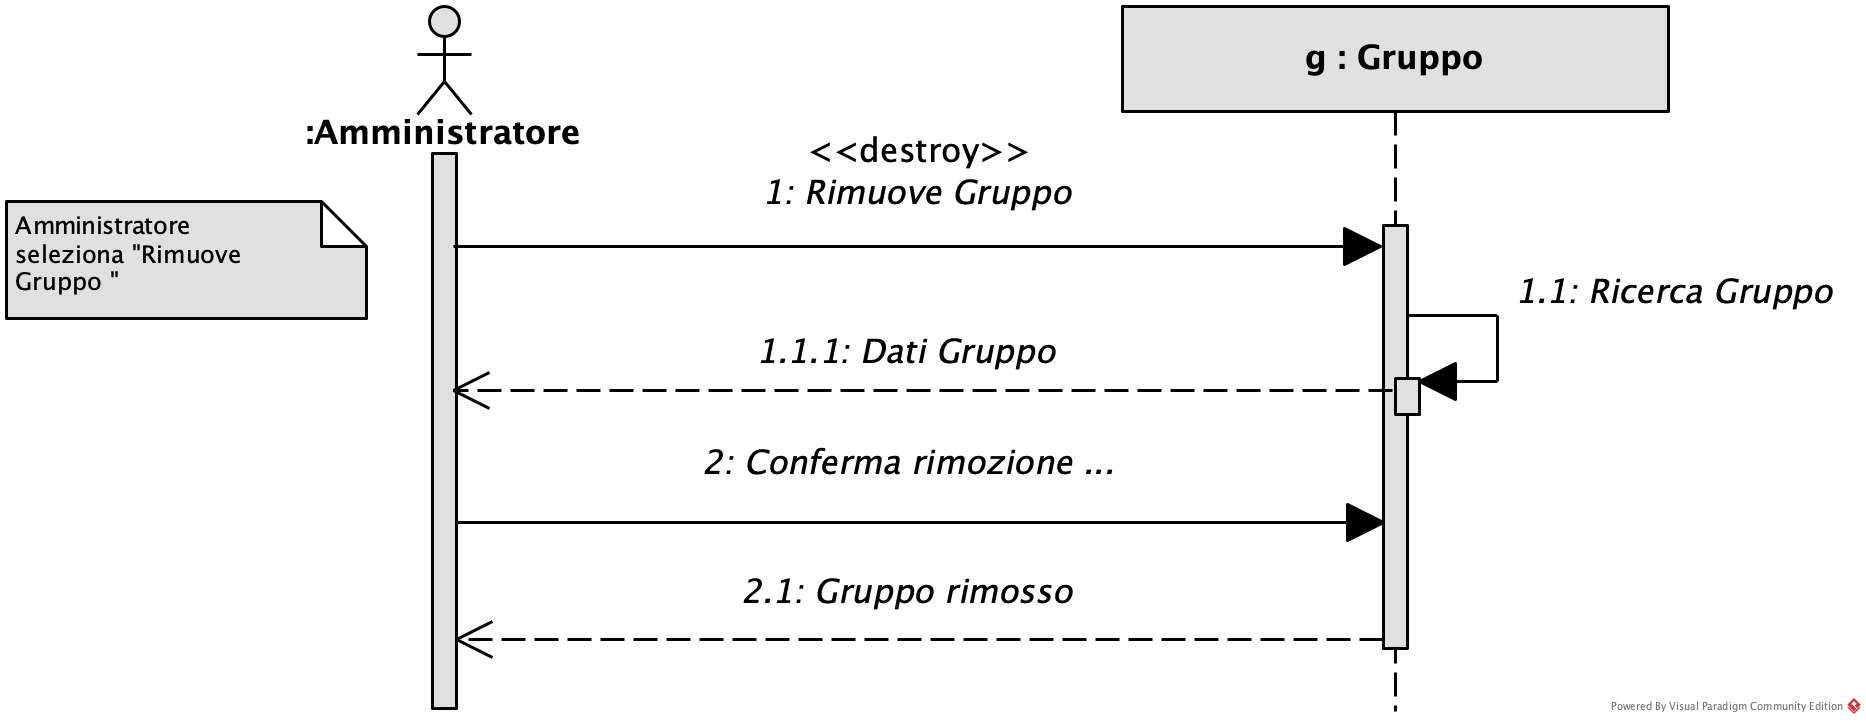 g : Gruppo
:Amministratore
<<destroy>>
1: Rimuove Gruppo
Amministratore
seleziona "Rimuove
Gruppo "
1.1: Ricerca Gruppo
1.1.1: Dati Gruppo
2: Conferma rimozione ...
2.1: Gruppo rimosso
Powered By Visual Paradigm Community Edition